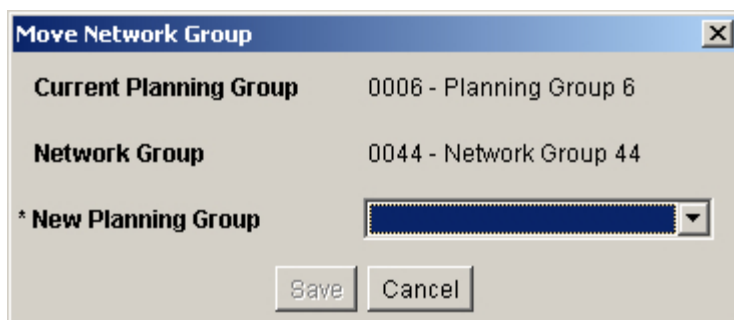 Move Network Group
Current Planning Group 0006 - Planning Group 6
Network Group 0044 - Network Group 44
* New Planning Group
Save Cancel